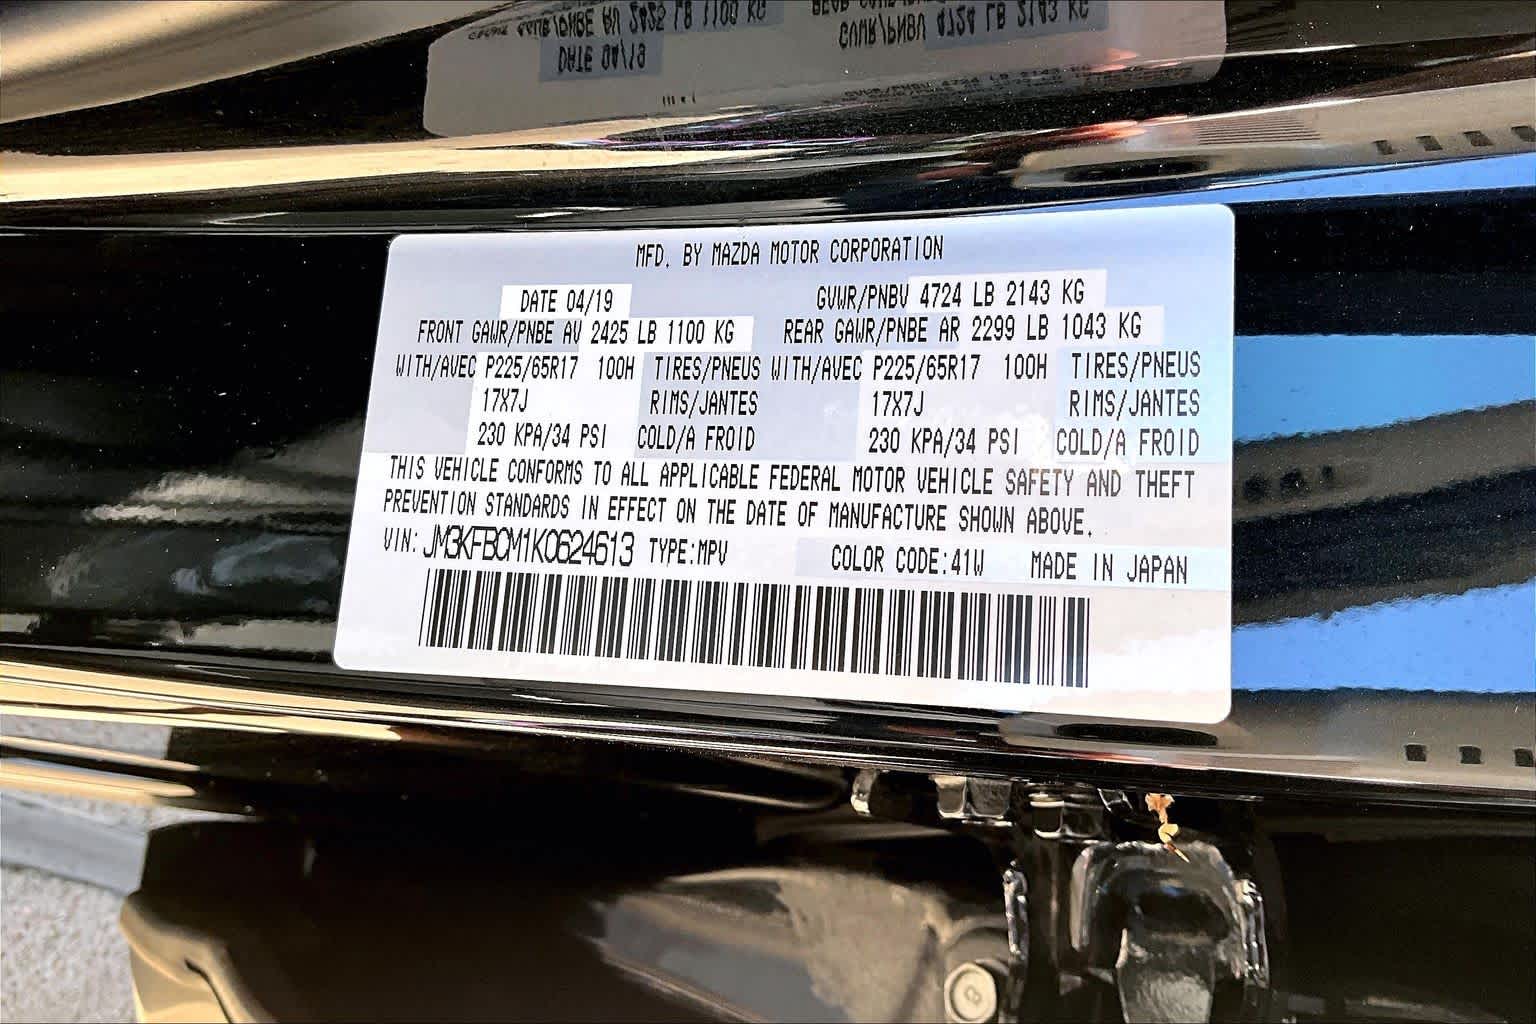 MFD. BY MAZDA MOTOR CORPORATION
DATE 04/19 GVWR/PNBV 4724 LB 2143 KG
FRONT GAWR/PNBE AV 2425 LB 1100 KG REAR GAWR/PNBE AR 2299 LB 1043 KG
WITH/AVEC P225/65R17 100H TIRES/PNEUS WITH/AVEC P225/65R17 100H TIRES/PNEUS
17X7J RIMS/JANTES 17X7J RIMS/JANTES
230 KPA/34 PSI COLD/A FROID 230 KPA/34 PSI COLD/A FROID
THIS VEHICLE CONFORMS TO ALL APPLICABLE FEDERAL MOTOR VEHICLE SAFETY AND THEFT
PREVENTION STANDARDS IN EFFECT ON THE DATE OF MANUFACTURE SHOWN ABOVE.
VIN: JM3KFBCM1K0624613 TYPE:MPV COLOR CODE:41W MADE IN JAPAN